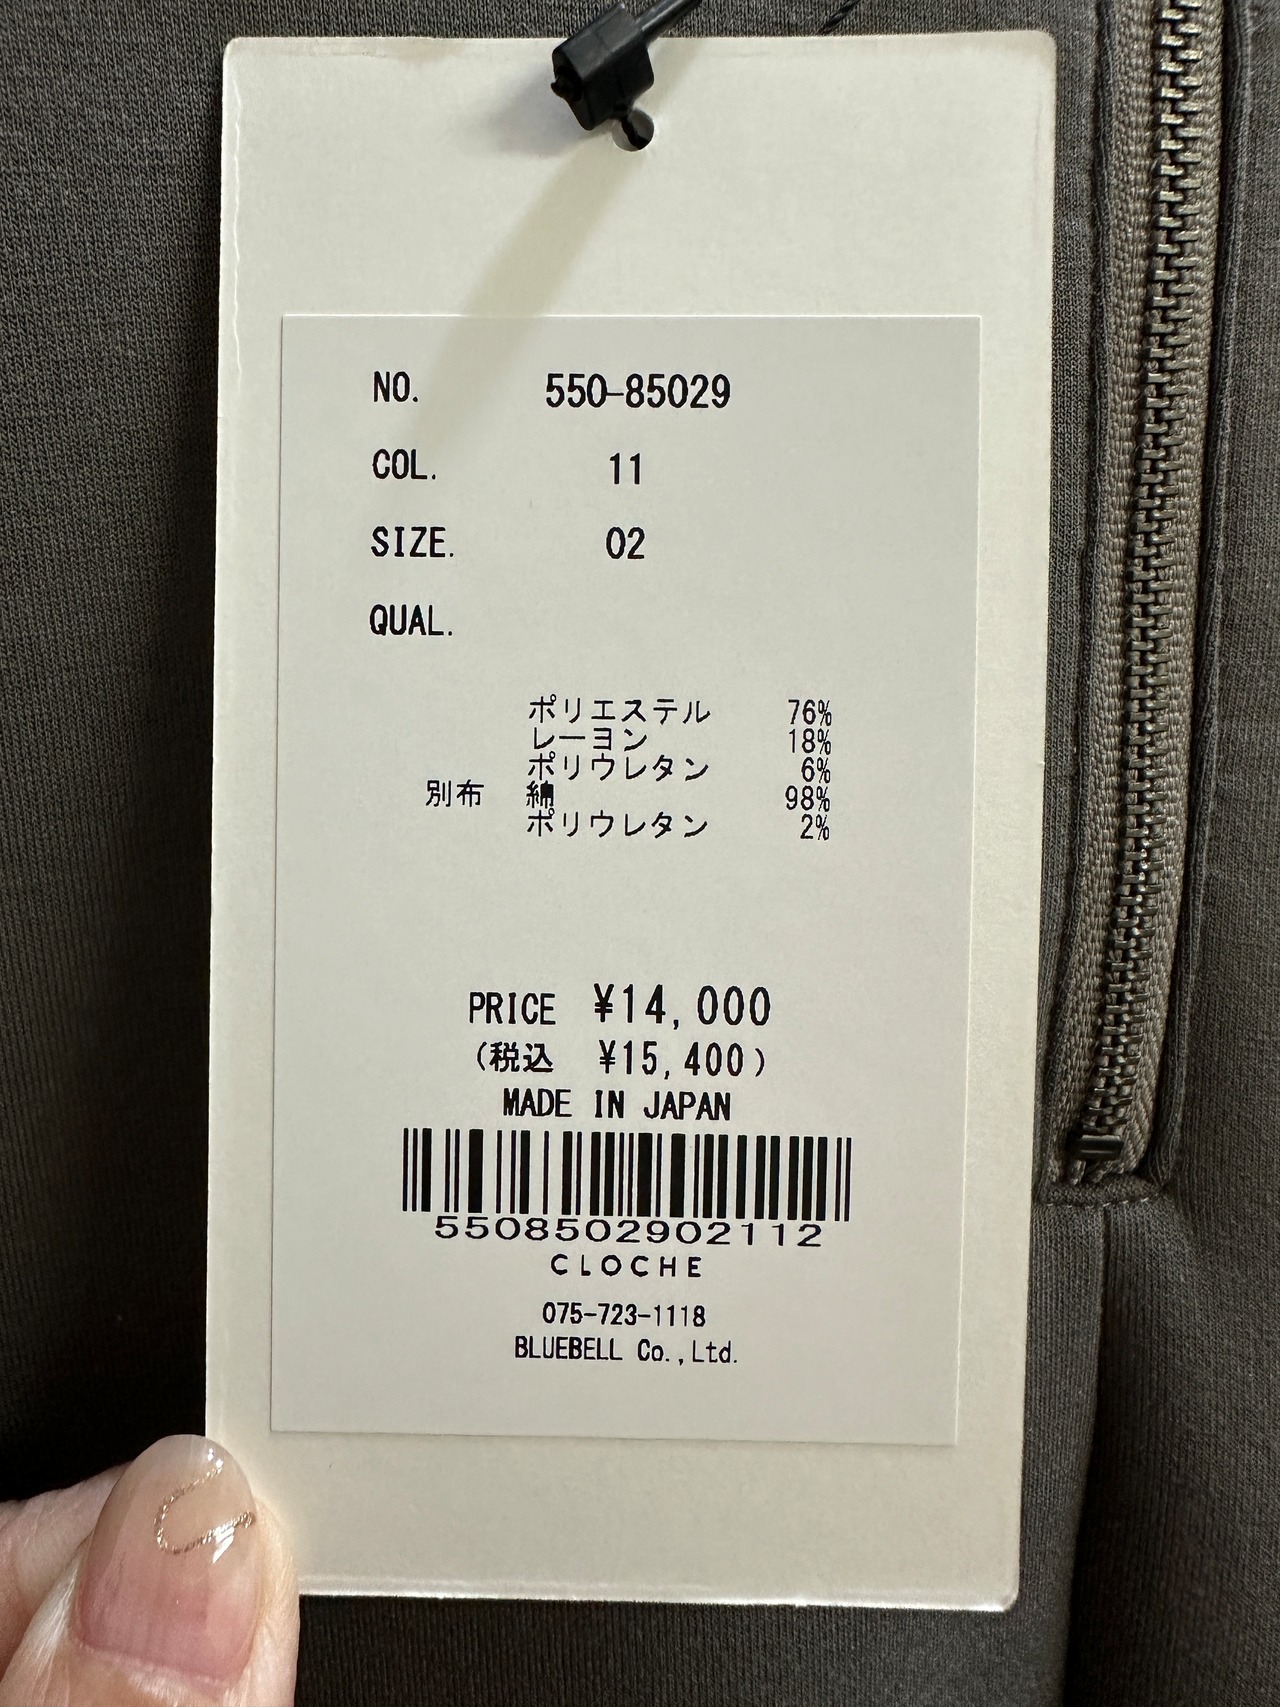 NO. 550-85029
COL. 11
SIZE. 02
QUAL.
ポリエステル 76%
レーヨン 18%
ポリウレタン 6%
別布 綿 98%
ポリウレタン 2%
PRICE ¥14,000
(税込 ¥15,400)
MADE IN JAPAN
5508502902112
CLOCHE
075-723-1118
BLUEBELL Co.,Ltd.